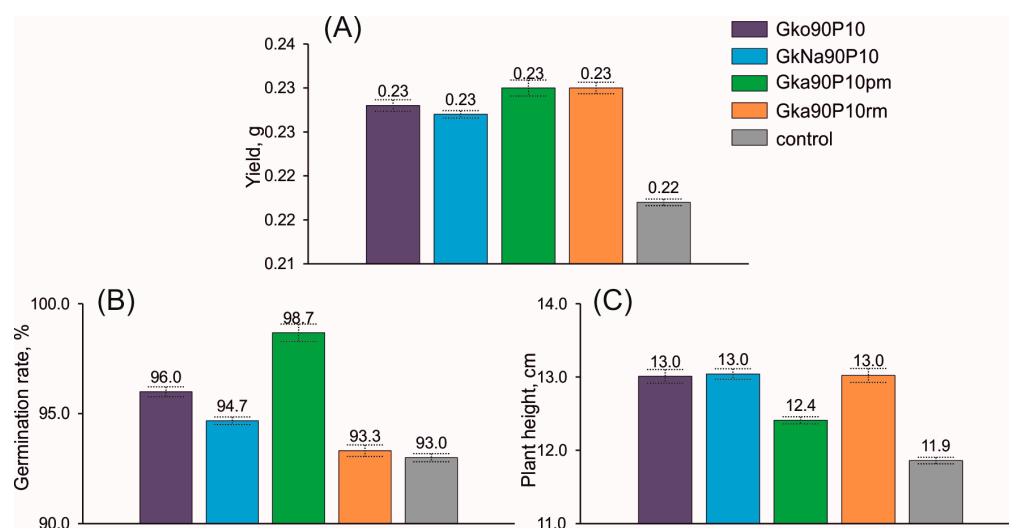 (A)
Gko90P10
GkNa90P10
Gka90P10pm
Gka90P10rm
control
Yield, g
0.24
0.23
0.23
0.22
0.22
0.21
0.23
0.23
0.23
0.23
0.22
(B)
Germination rate, %
100.0
95.0
90.0
96.0
94.7
98.7
93.3
93.0
(C)
Plant height, cm
14.0
13.0
12.0
11.0
13.0
13.0
12.4
13.0
11.9